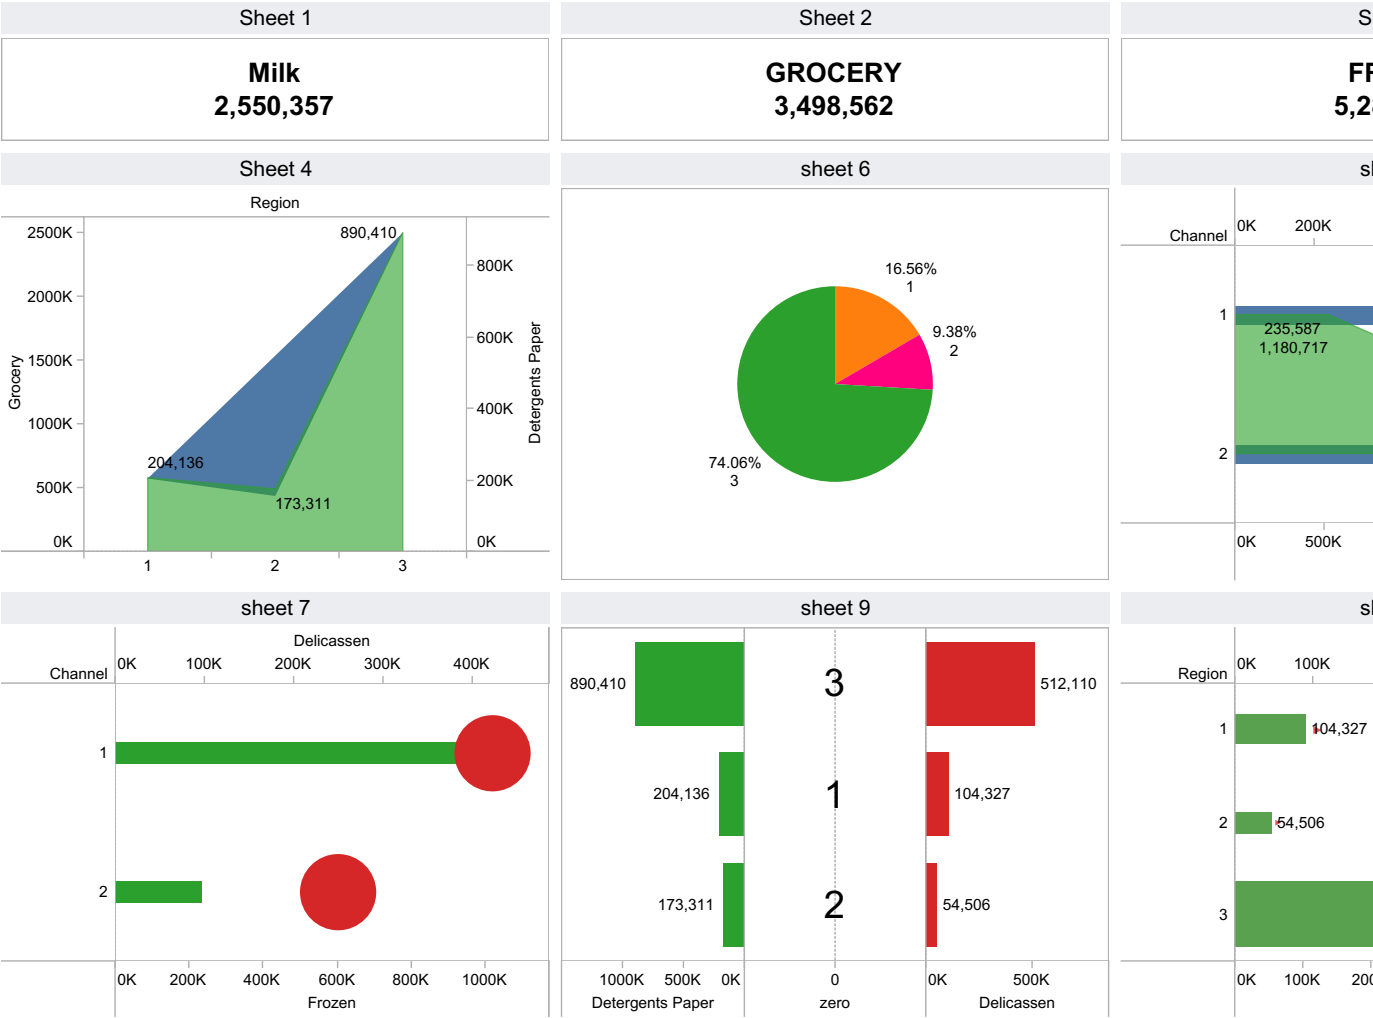 Sheet 1
Sheet 2
Milk
2,550,357
GROCERY
3,498,562
Sheet 4
Region
2500K
2000K
1500K
1000K
500K
0K
Grocery
890,410
204,136
173,311
800K
600K
400K
200K
0K
Detergents Paper
1 2 3
sheet 6
16.56%
1
9.38%
2
74.06%
3
0K 200K
Channel
1
235,587
1,180,717
2
0K 500K
sheet 7
Delicassen
0K 100K 200K 300K 400K
Channel
1
2
0K 200K 400K 600K 800K 1000K
Frozen
sheet 9
890,410 3 512,110
204,136 1 104,327
173,311 2 54,506
1000K 500K 0K 0 0K 500K
Detergents Paper zero Delicassen
0K 100K
Region
1 104,327
2 54,506
3
0K 100K